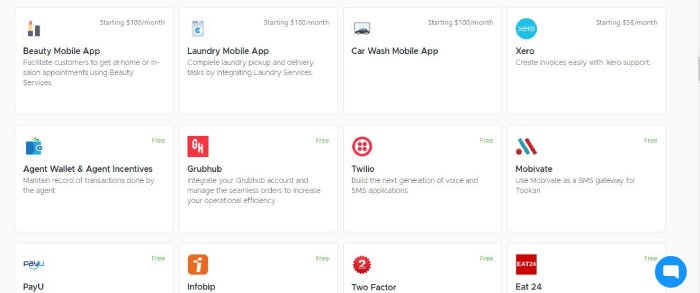 Starting $100/month
Beauty Mobile App
Facilitate customers to get at-home or in-
salon appointments using Beauty
Services.
Starting $100/month
Laundry Mobile App
Complete laundry pickup and delivery
tasks by integrating Laundry Services.
Starting $100/month
Car Wash Mobile App
xero
Starting $36/month
Xero
Create invoices easily with Xero support.
Free
Agent Wallet & Agent Incentives
Maintain record of transactions done by
the agent
GH
Free
Grubhub
Integrate your Grubhub account and
manage the seamless orders to increase
your operational efficiency
Free
Twilio
Build the next generation of voice and
SMS applications
Free
Mobivate
Use Mobivate as a SMS gateway for
Tookan
PayU
Free
PayU
Free
Infobip
2
Free
Two Factor
EAT24
Free
Eat 24